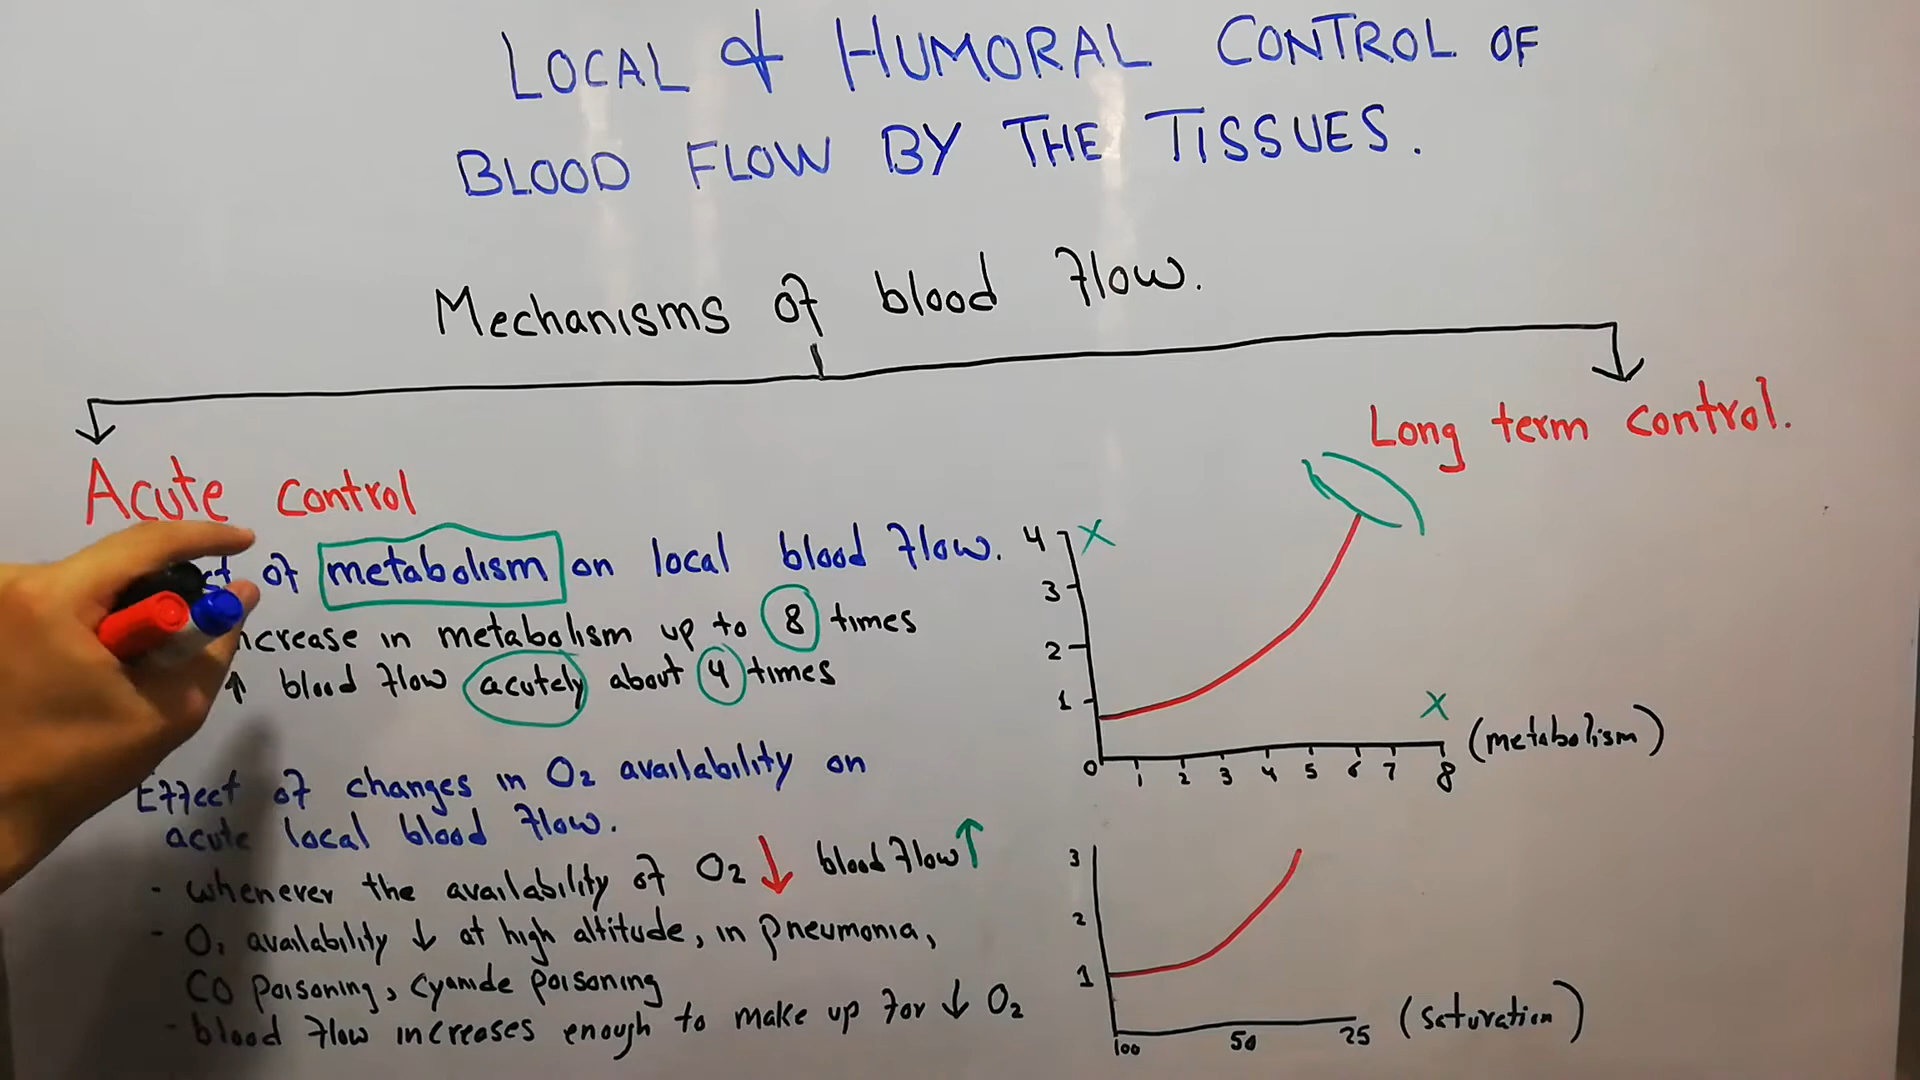 LOCAL & HUMORAL CONTROL OF
BLOOD FLOW BY THE TISSUES.
Mechanisms of blood flow.
Acute control
Long term control.
of metabolism on local blood flow.
increase in metabolism up to 8 times
↑ blood flow acutely about 4 times
4 X
3
2
1
0 1 2 3 4 5 6 7 8
X
(metabolism)
Effect of changes in O2 availability on
acute local blood flow.
- whenever the availability of O2 ↓ blood flow ↑
- O2 availability ↓ at high altitude, in pneumonia,
CO poisoning, cyanide poisoning
- blood flow increases enough to make up for ↓ O2
3
2
1
100 50 25
(saturation)